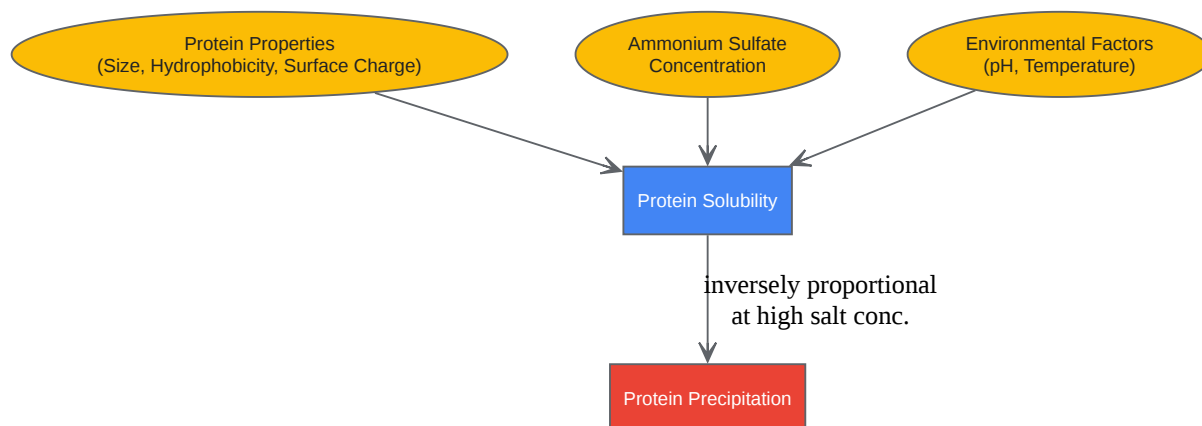 Protein Properties
(Size, Hydrophobicity, Surface Charge)
Ammonium Sulfate
Concentration
Environmental Factors
(pH, Temperature)
Protein Solubility
inversely proportional
at high salt conc.
Protein Precipitation